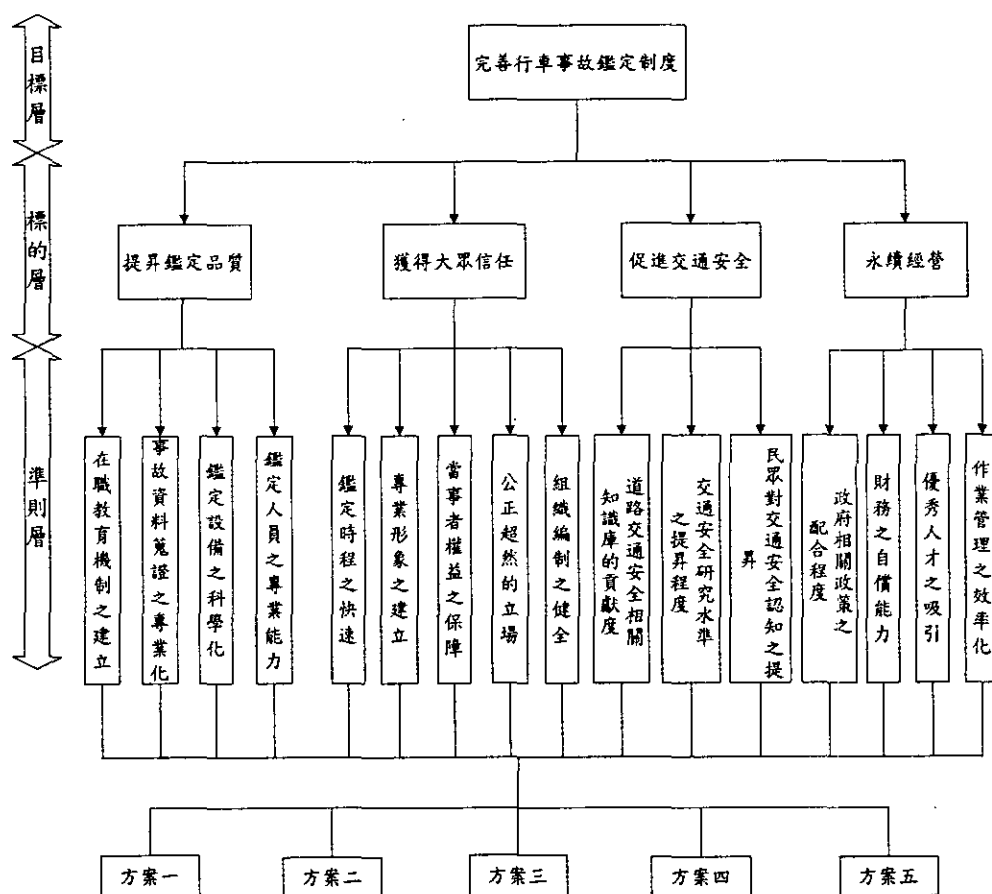 目標層
完善行車事故鑑定制度
標的層
提昇鑑定品質
獲得大眾信任
促進交通安全
永續經營
準則層
在職教育機制之建立
事故資料蒐證之專業化
鑑定設備之科學化
鑑定人員之專業能力
鑑定時程之快速
專業形象之建立
當事者權益之保障
公正超然的立場
組織編制之健全
道路交通安全相關
知識庫的貢獻度
交通安全研究水準
之提昇程度
民眾對交通安全認知之提
昇
政府相關政策之
配合程度
財務之自償能力
優秀人才之吸引
作業管理之效率化
方案一
方案二
方案三
方案四
方案五